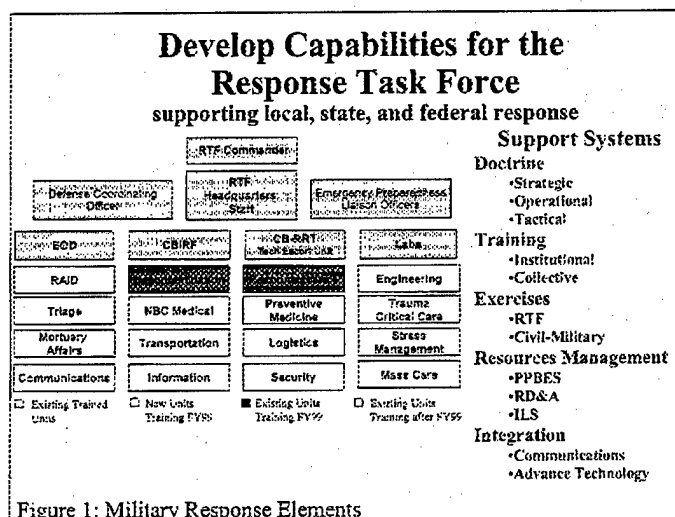 Develop Capabilities for the
Response Task Force
supporting local, state, and federal response
RTF Commander
Defense Coordinating
Officer
RTF
Headquarters
Staff
Emergency Preparedness
Liaison Officers
EOD
CBIRF
CB-RRT
Tech Escort Unit
Labs
RAID
Engineering
Triage
NBC Medical
Preventive
Medicine
Trauma
Critical Care
Mortuary
Affairs
Transportation
Logistics
Stress
Management
Communications
Information
Security
Mass Care
Existing Trained
Units
New Units
Training FY98
Existing Units
Training FY99
Existing Units
Training after FY99
Support Systems
Doctrine
•Strategic
•Operational
•Tactical
Training
•Institutional
•Collective
Exercises
•RTF
•Civil-Military
Resources Management
•PPBES
•RD&A
•ILS
Integration
•Communications
•Advance Technology
Figure 1: Military Response Elements